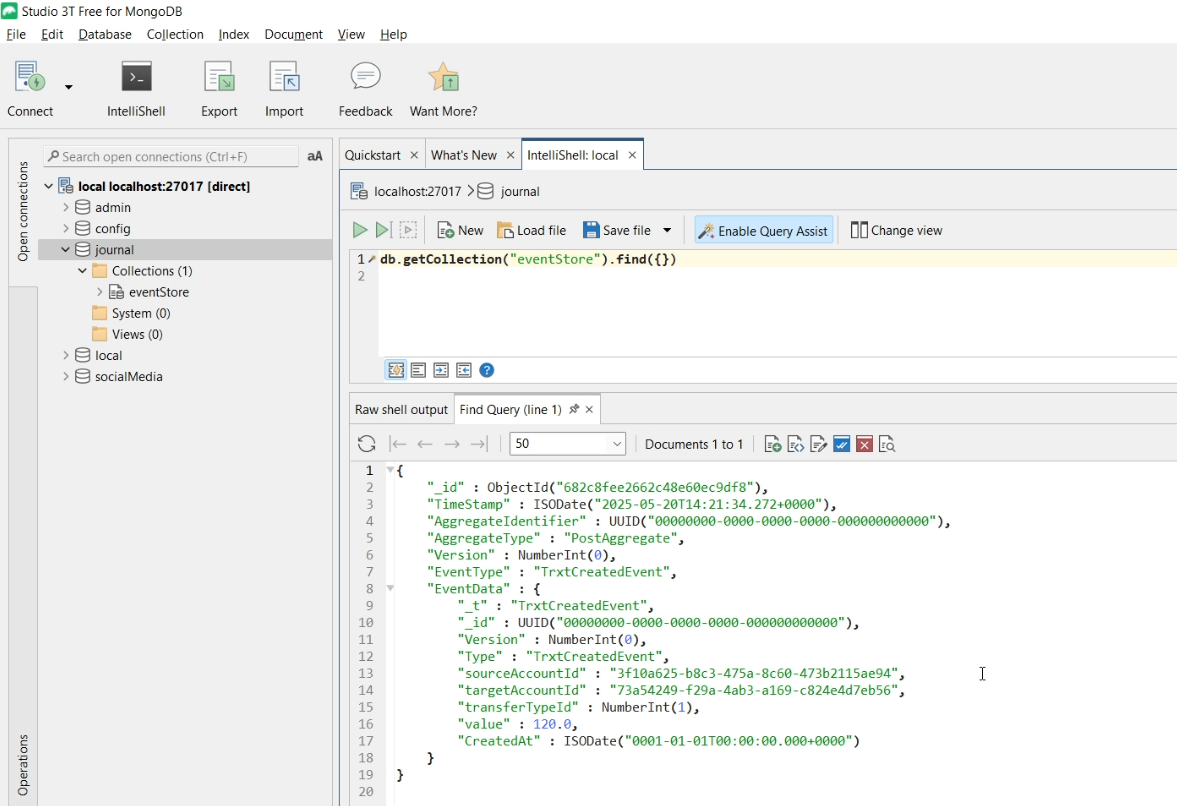 Studio 3T Free for MongoDB
File Edit Database Collection Index Document View Help
Connect IntelliShell Export Import Feedback Want More?
Open connections
Search open connections (Ctrl+F) aA
local localhost:27017 [direct]
admin
config
journal
Collections (1)
eventStore
System (0)
Views (0)
local
socialMedia
Operations
Quickstart × What's New × IntelliShell: local ×
localhost:27017 > journal
New Load file Save file Enable Query Assist Change view
1 db.getCollection("eventStore").find({})
2
Raw shell output Find Query (line 1) ×
50 Documents 1 to 1
1 {
2 "_id" : ObjectId("682c8fee2662c48e60ec9df8"),
3 "TimeStamp" : ISODate("2025-05-20T14:21:34.272+0000"),
4 "AggregateIdentifier" : UUID("00000000-0000-0000-0000-000000000000"),
5 "AggregateType" : "PostAggregate",
6 "Version" : NumberInt(0),
7 "EventType" : "TrxtCreatedEvent",
8 "EventData" : {
9 "_t" : "TrxtCreatedEvent",
10 "_id" : UUID("00000000-0000-0000-0000-000000000000"),
11 "Version" : NumberInt(0),
12 "Type" : "TrxtCreatedEvent",
13 "sourceAccountId" : "3f10a625-b8c3-475a-8c60-473b2115ae94",
14 "targetAccountId" : "73a54249-f29a-4ab3-a169-c824e4d7eb56",
15 "transferTypeId" : NumberInt(1),
16 "value" : 120.0,
17 "CreatedAt" : ISODate("0001-01-01T00:00:00.000+0000")
18 }
19 }
20